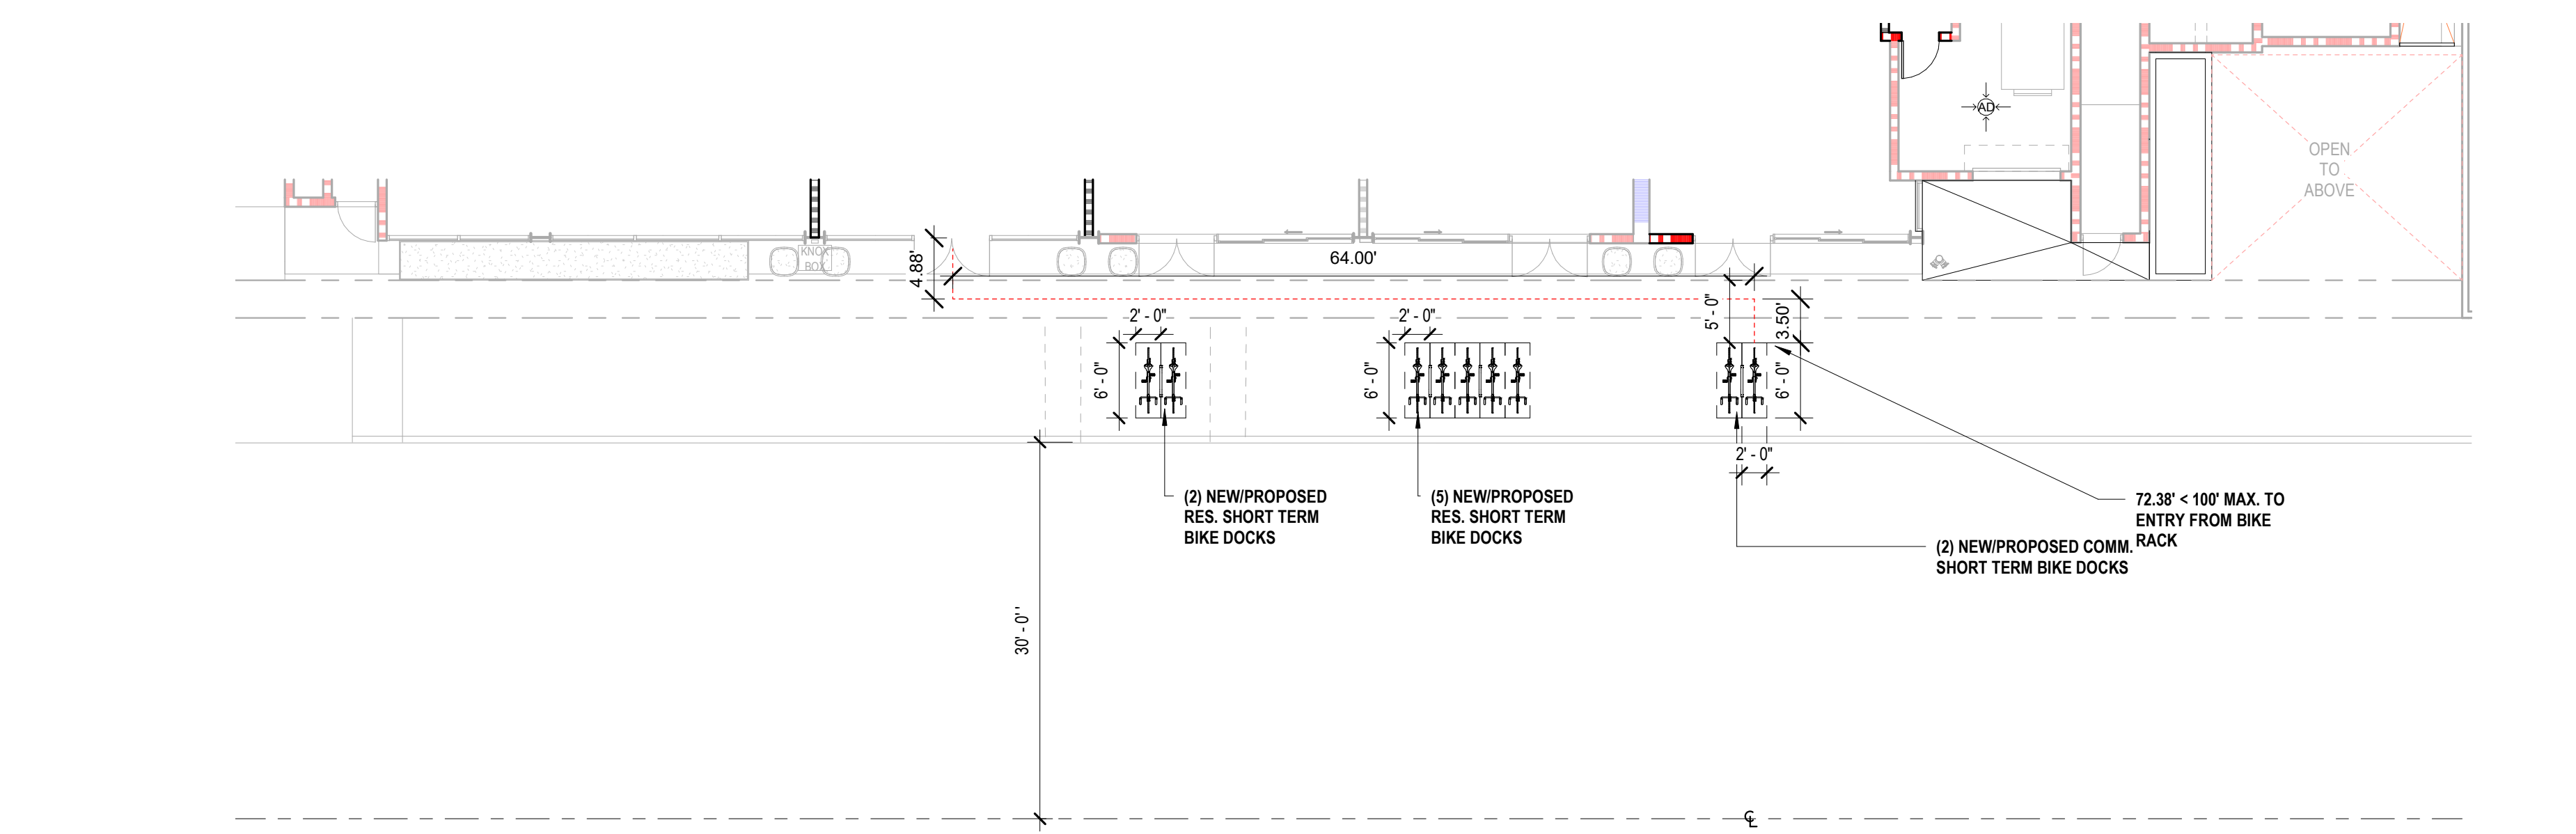 AD
OPEN
TO
ABOVE
KNOX
BOX
4.88'
64.00'
5' - 0"
3.50'
2' - 0"
2' - 0"
6' - 0"
6' - 0"
6' - 0"
2' - 0"
(2) NEW/PROPOSED
RES. SHORT TERM
BIKE DOCKS
(5) NEW/PROPOSED
RES. SHORT TERM
BIKE DOCKS
72.38' < 100' MAX. TO
ENTRY FROM BIKE
RACK
(2) NEW/PROPOSED COMM.
SHORT TERM BIKE DOCKS
30' - 0''
CL